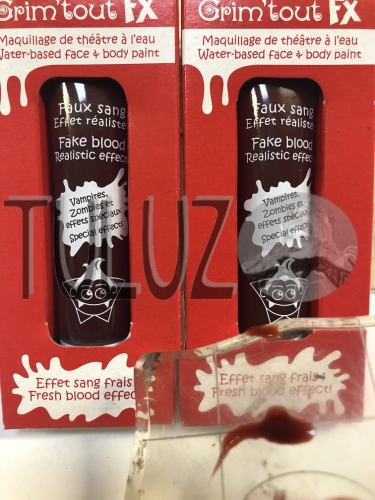 Grim'tout FX
Maquillage de théâtre à l'eau
Water-based face & body paint
Faux sang
Effet réaliste
Fake blood
Realistic effect
Vampires,
Zombies et
effets spéciaux
Special effects
Effet sang frais
Fresh blood effect!
Grim'tout FX
Maquillage de théâtre à l'eau
Water-based face & body paint
Faux sang
Effet réaliste
Fake blood
Realistic effect
Vampires,
Zombies et
effets spéciaux
Special effects
Effet sang frais !
Fresh blood effect!
TULUZ